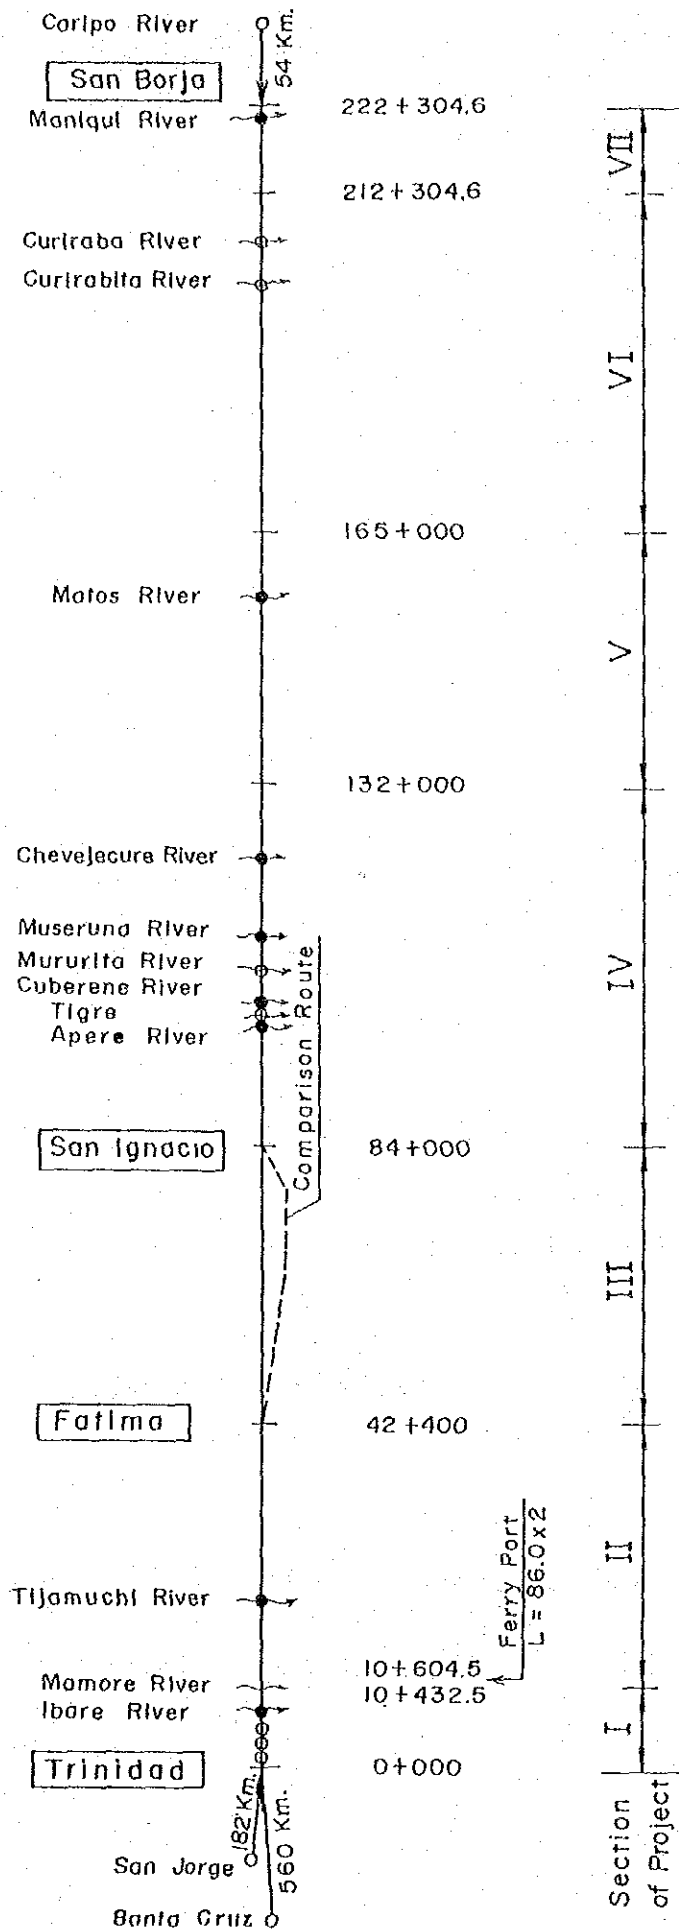 Caripo River
54 Km.
San Borja
222+304,6
Maniqui River
VII
212+304,6
Curiraba River
Curirabita River
VI
165+000
Matos River
V
132+000
Chevejecure River
Museruna River
Mururita River
Cuberene River
Tigre
Apere River
Comparison Route
IV
San Ignacio
84+000
III
Fatima
42+400
II
Tijamuchi River
Ferry Port
L = 86.0x2
10+604.5
Mamore River
10+432.5
Ibare River
I
Trinidad
0+000
182 Km.
560 Km.
San Jorge
Santa Cruz
Section
of Project